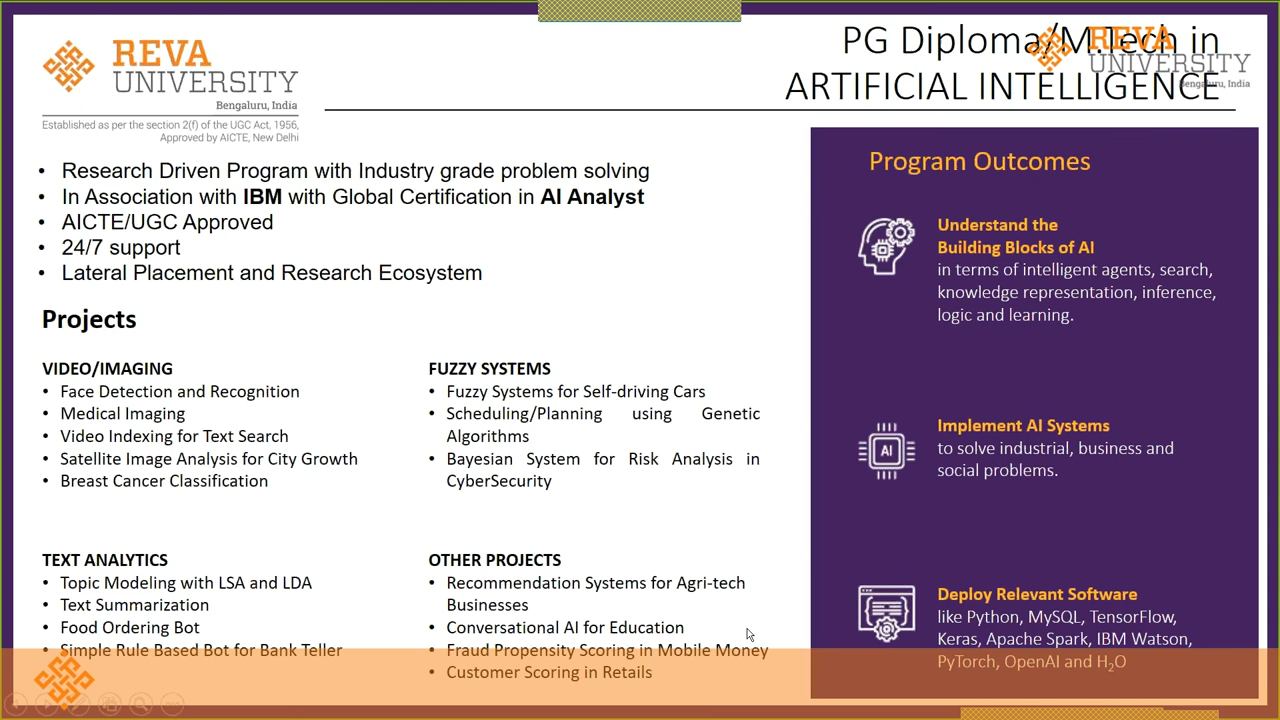 REVA
UNIVERSITY
Bengaluru, India
Established as per the section 2(f) of the UGC Act, 1956,
Approved by AICTE, New Delhi
PG Diploma/M.Tech in
ARTIFICIAL INTELLIGENCE
REVA
UNIVERSITY
Bengaluru, India
• Research Driven Program with Industry grade problem solving
• In Association with IBM with Global Certification in AI Analyst
• AICTE/UGC Approved
• 24/7 support
• Lateral Placement and Research Ecosystem
Projects
VIDEO/IMAGING
• Face Detection and Recognition
• Medical Imaging
• Video Indexing for Text Search
• Satellite Image Analysis for City Growth
• Breast Cancer Classification
FUZZY SYSTEMS
• Fuzzy Systems for Self-driving Cars
• Scheduling/Planning using Genetic
Algorithms
• Bayesian System for Risk Analysis in
CyberSecurity
TEXT ANALYTICS
• Topic Modeling with LSA and LDA
• Text Summarization
• Food Ordering Bot
• Simple Rule Based Bot for Bank Teller
OTHER PROJECTS
• Recommendation Systems for Agri-tech
Businesses
• Conversational AI for Education
• Fraud Propensity Scoring in Mobile Money
• Customer Scoring in Retails
Program Outcomes
Understand the
Building Blocks of AI
in terms of intelligent agents, search,
knowledge representation, inference,
logic and learning.
AI
Implement AI Systems
to solve industrial, business and
social problems.
Deploy Relevant Software
like Python, MySQL, TensorFlow,
Keras, Apache Spark, IBM Watson,
PyTorch, OpenAI and H₂O